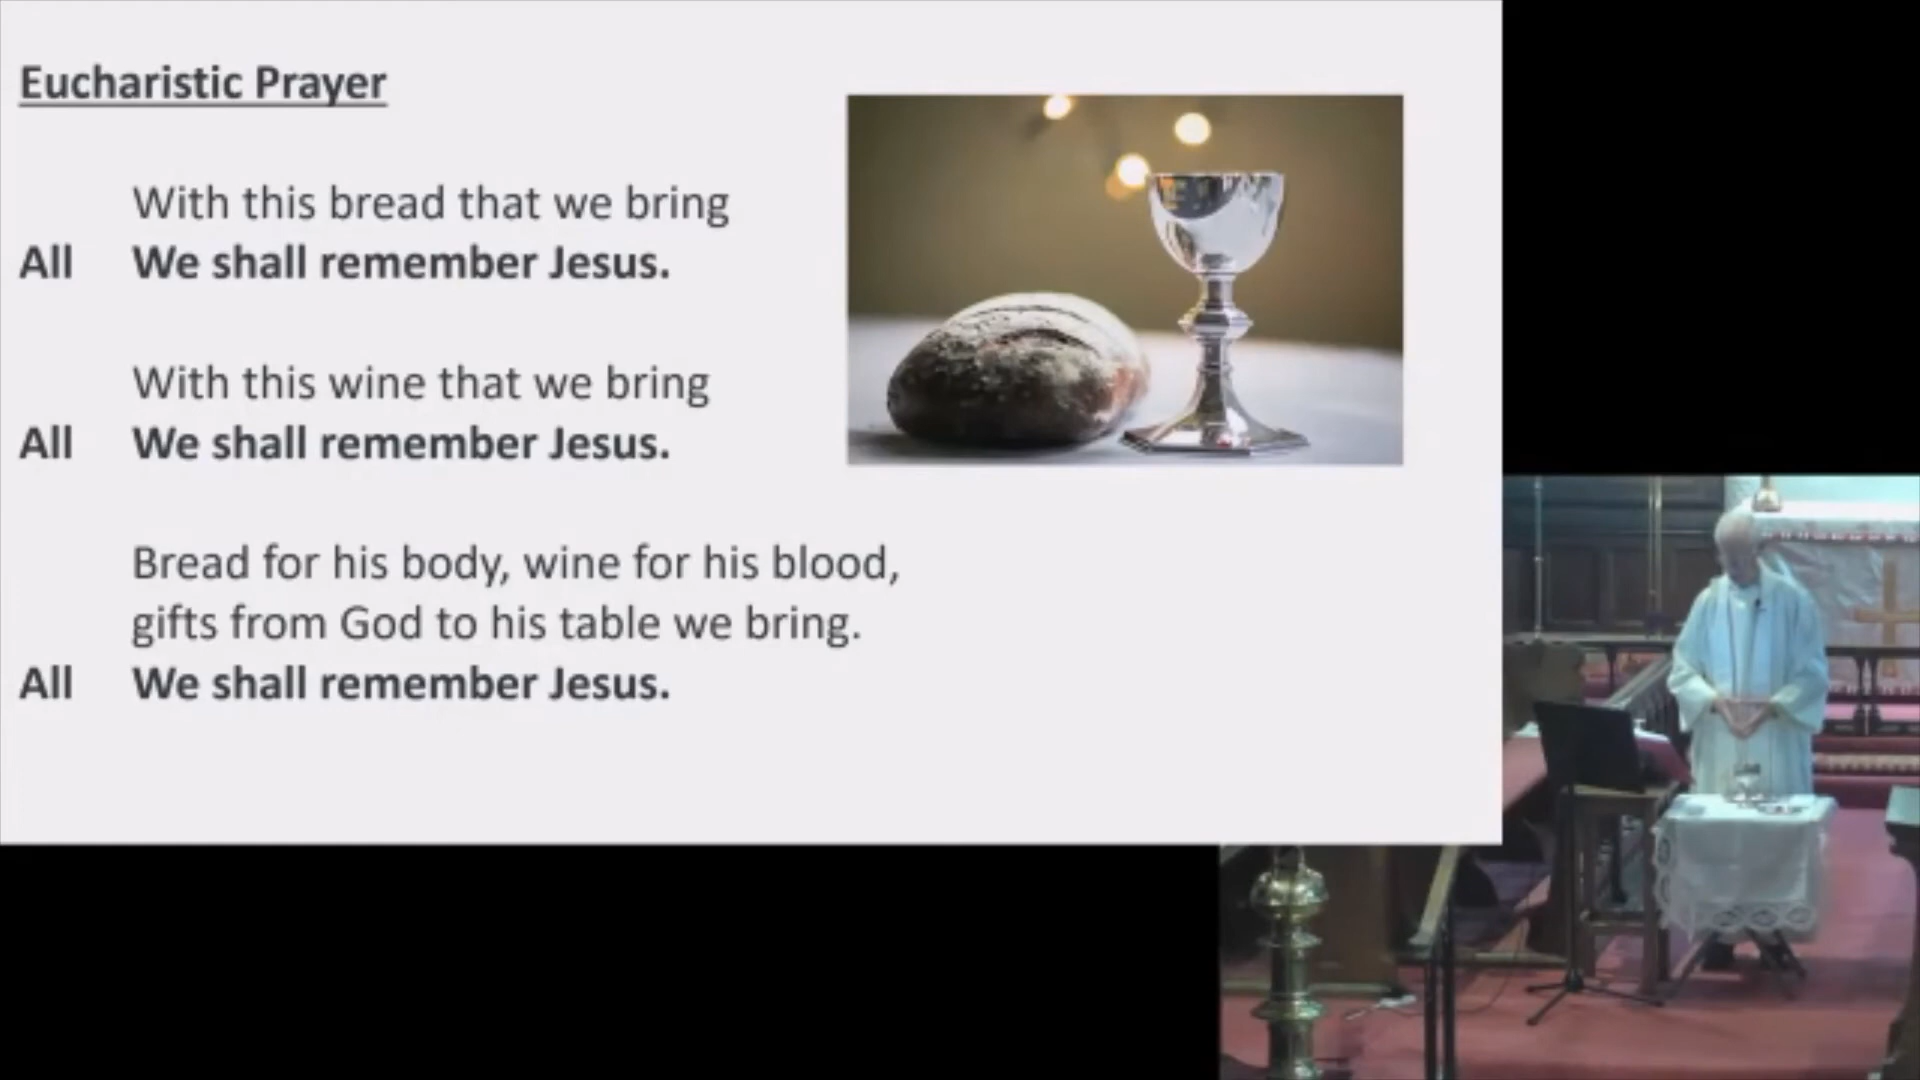 Eucharistic Prayer
With this bread that we bring
All We shall remember Jesus.
With this wine that we bring
All We shall remember Jesus.
Bread for his body, wine for his blood,
gifts from God to his table we bring.
All We shall remember Jesus.